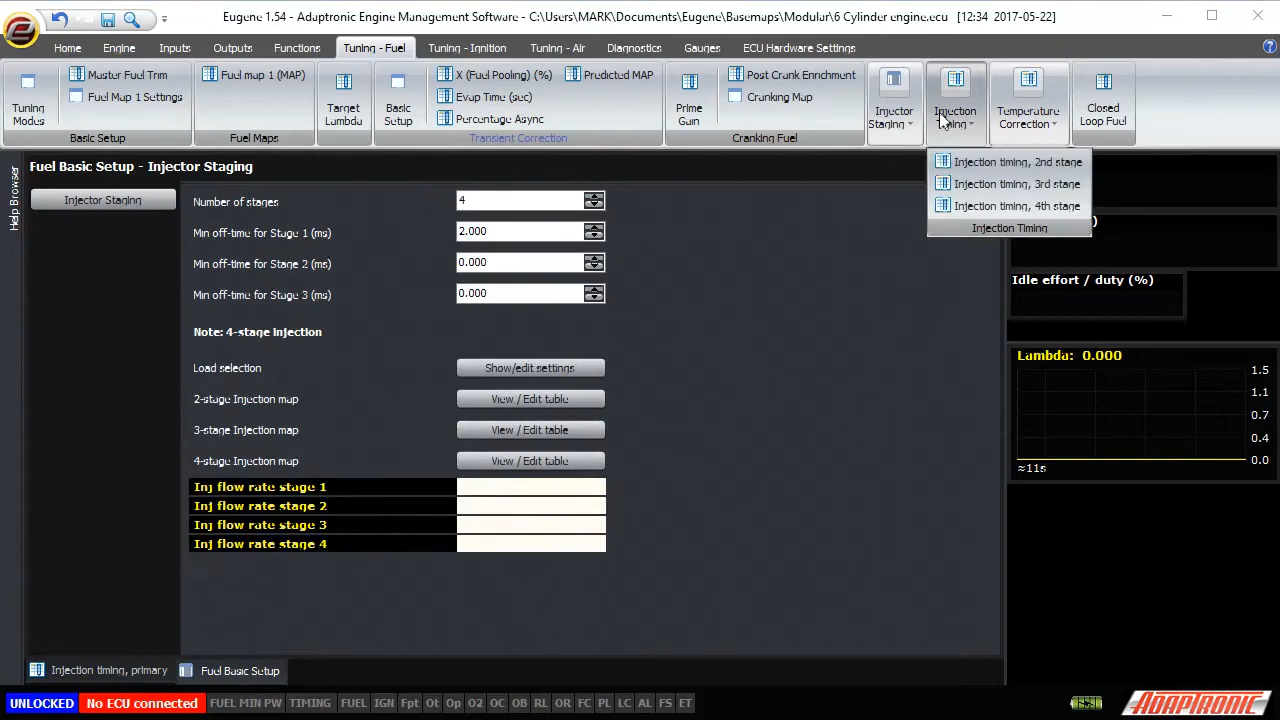 Eugene 1.54 - Adaptronic Engine Management Software - C:\Users\MARK\Documents\Eugene
Cylinder Engine.ecu [12:34 2017-05-22]
Home Engine Inputs Outputs Functions Tuning - Fuel Tuning - Ignition Tuning - Air Diagnostics Gauges ECU Hardware Settings
Tuning Modes
Master Fuel Trim
Fuel Map 1 Settings
Basic Setup
Fuel map 1 (MAP)
Fuel Maps
Target Lambda
Basic Setup
X (Fuel Pooling) (%)
Evap Time (sec)
Percentage Async
Predicted MAP
Transient Correction
Prime Gain
Post Crank Enrichment
Cranking Map
Cranking Fuel
Injector Staging
Injection Timing
Temperature Correction
Closed Loop Fuel
Injection timing, 2nd stage
Injection timing, 3rd stage
Injection timing, 4th stage
Injection Timing
Help Browser
Fuel Basic Setup - Injector Staging
Injector Staging
Number of stages 4
Min off-time for Stage 1 (ms) 2.000
Min off-time for Stage 2 (ms) 0.000
Min off-time for Stage 3 (ms) 0.000
Note: 4-stage injection
Load selection Show/edit settings
2-stage Injection map View / Edit table
3-stage Injection map View / Edit table
4-stage Injection map View / Edit table
Inj flow rate stage 1
Inj flow rate stage 2
Inj flow rate stage 3
Inj flow rate stage 4
)
Idle effort / duty (%)
Lambda: 0.000
1.5
1.1
0.7
0.4
0.0
≈11s
Injection timing, primary Fuel Basic Setup
UNLOCKED No ECU connected FUEL MIN PW TIMING FUEL IGN Fpt Ot Op O2 OC OB RL OR FC PL LC AL FS ET
ADAPTRONIC